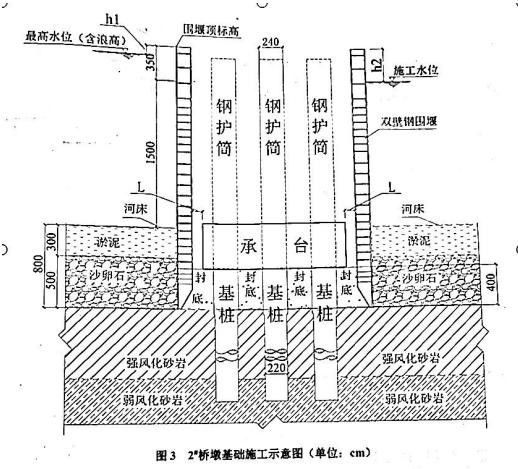 h1
围堰顶标高
最高水位（含浪高）
240
350
h2
施工水位
钢护筒
钢护筒
钢护筒
双壁钢围堰
1500
L
L
河床
河床
承台
淤泥
淤泥
300
800
500
沙卵石
沙卵石
400
封底
封底
封底
封底
基桩
基桩
基桩
220
强风化砂岩
强风化砂岩
弱风化砂岩
弱风化砂岩
图3 2#桥墩基础施工示意图（单位：cm）